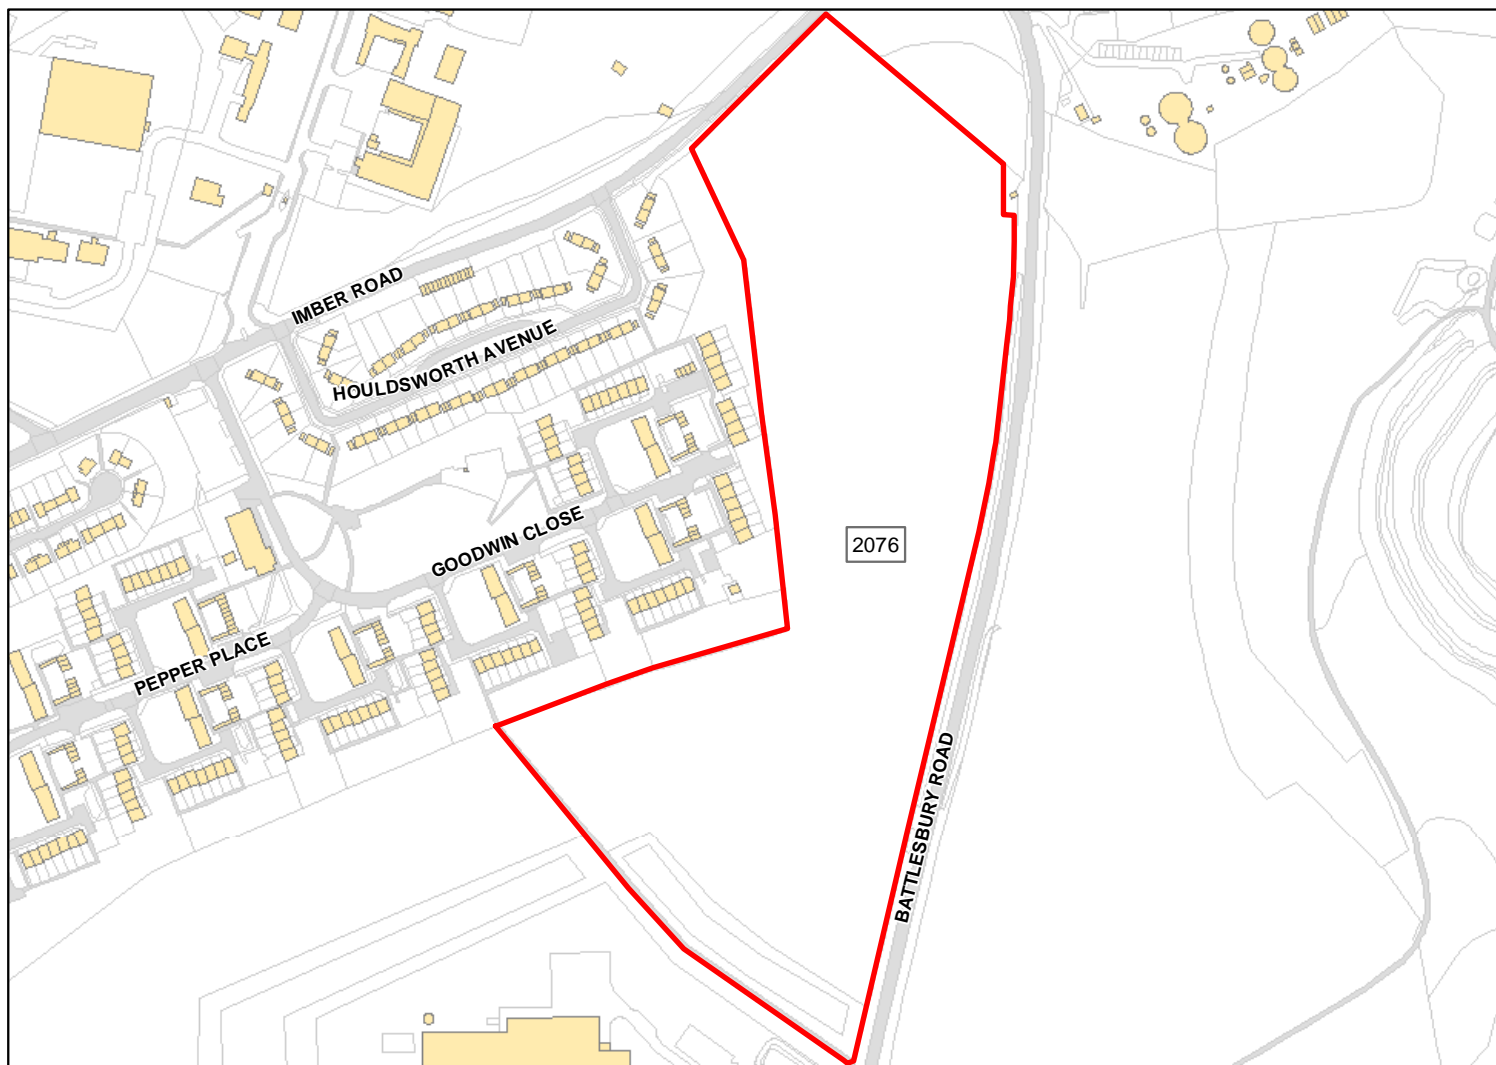 IMBER ROAD
HOULDSWORTH AVENUE
GOODWIN CLOSE
2076
PEPPER PLACE
BATTLESBURY ROAD